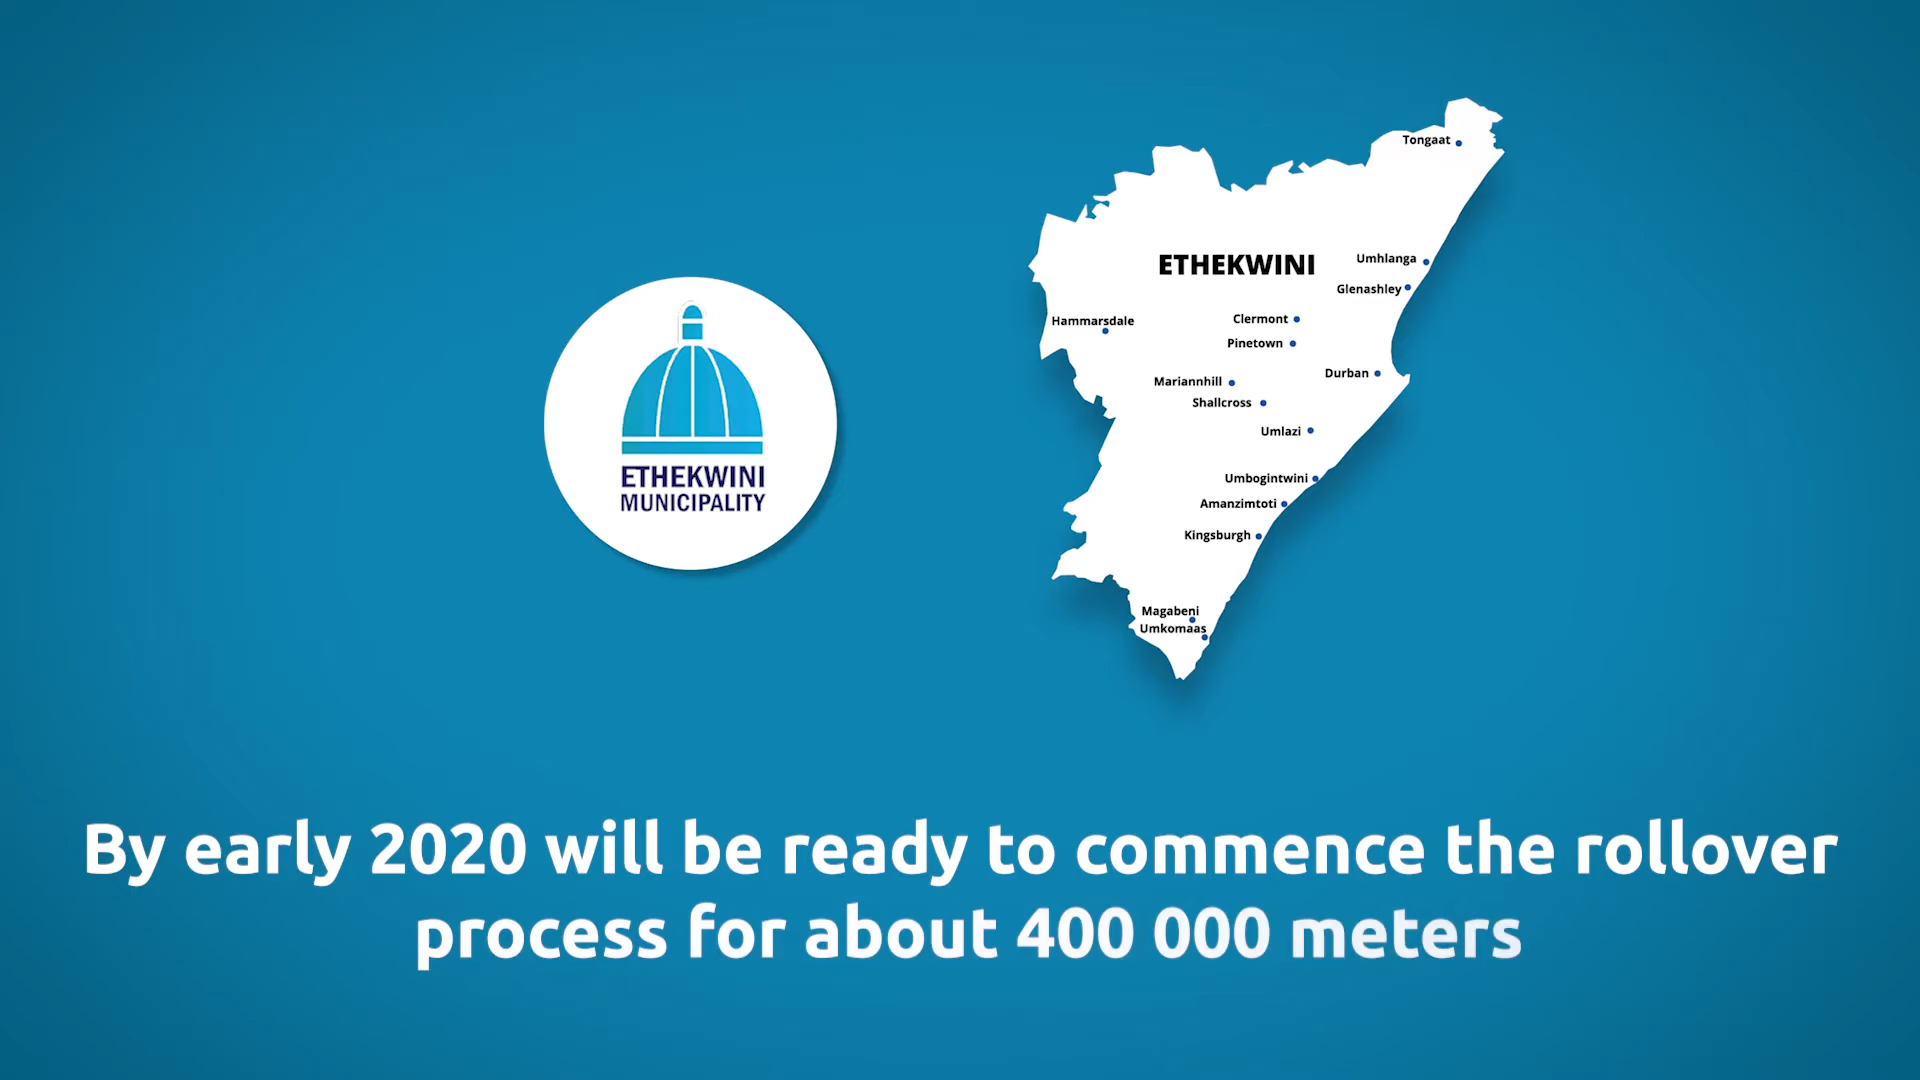 ETHEKWINI
MUNICIPALITY
Tongaat
ETHEKWINI
Umhlanga
Glenashley
Hammarsdale
Clermont
Pinetown
Durban
Mariannhill
Shallcross
Umlazi
Umbogintwini
Amanzimtoti
Kingsburgh
Magabeni
Umkomaas
By early 2020 will be ready to commence the rollover
process for about 400 000 meters